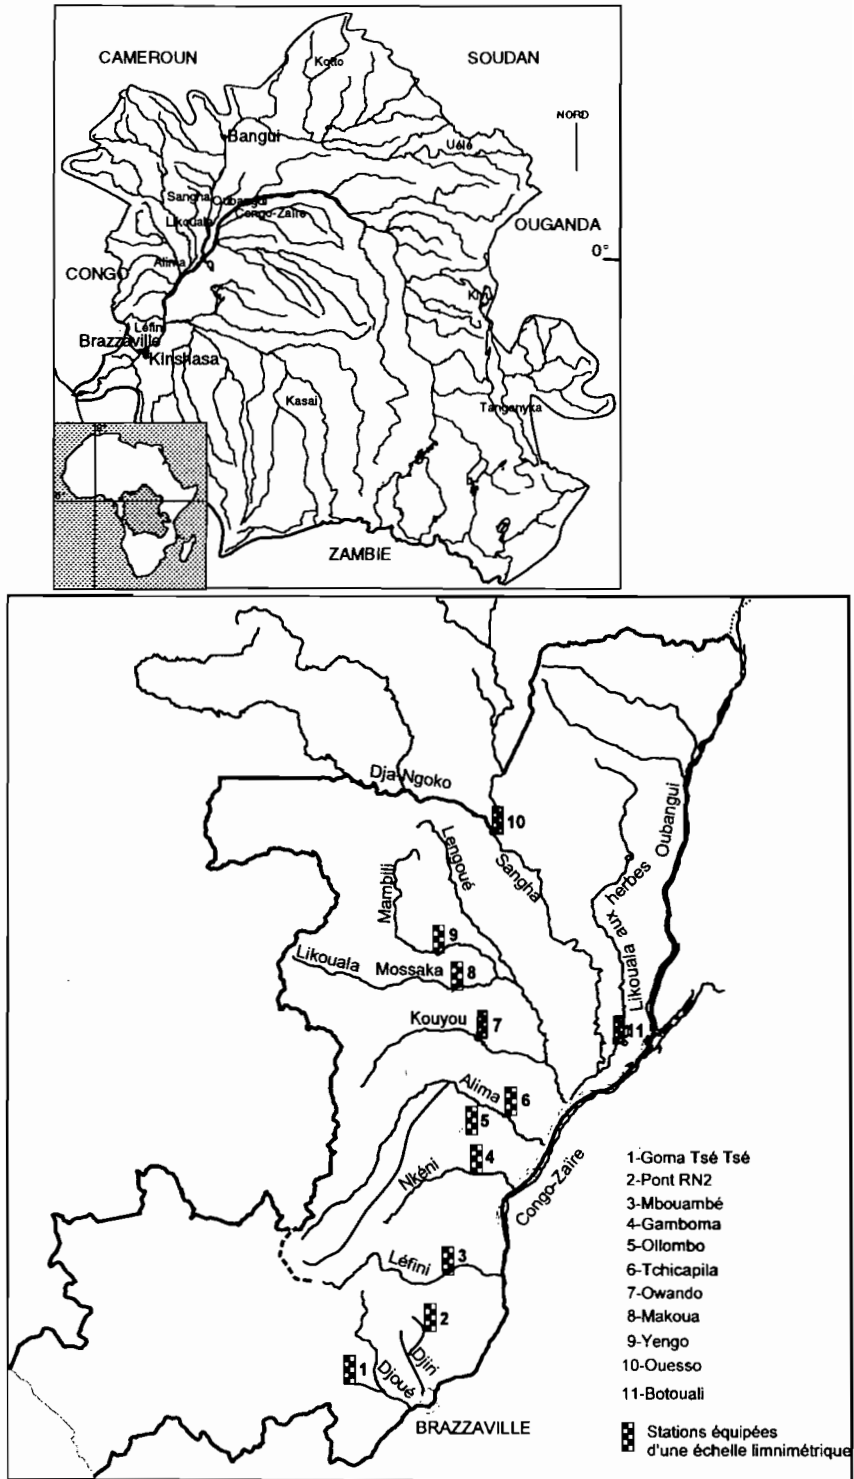 CAMEROUN
SOUDAN
Kotto
NORD
Bangui
Uélé
Sangha
Oubangui
Congo-Zaïre
Likouala
OUGANDA
0°
Alima
CONGO
Kivu
Léfini
Brazzaville
Kinshasa
Kasai
Tanganyka
0°
0°
ZAMBIE
Dja-Ngoko
10
Lengoué
Sangha
Oubangui
Mambili
Likouala aux herbes
9
Likouala Mossaka
8
Kouyou
7
11
Alima
6
5
4
Nkéni
Congo-Zaïre
Léfini
3
2
Djiri
1
Djoué
BRAZZAVILLE
1-Goma Tsé Tsé
2-Pont RN2
3-Mbouambé
4-Gamboma
5-Ollombo
6-Tchicapila
7-Owando
8-Makoua
9-Yengo
10-Ouesso
11-Botouali
Stations équipées
d'une échelle limnimétrique